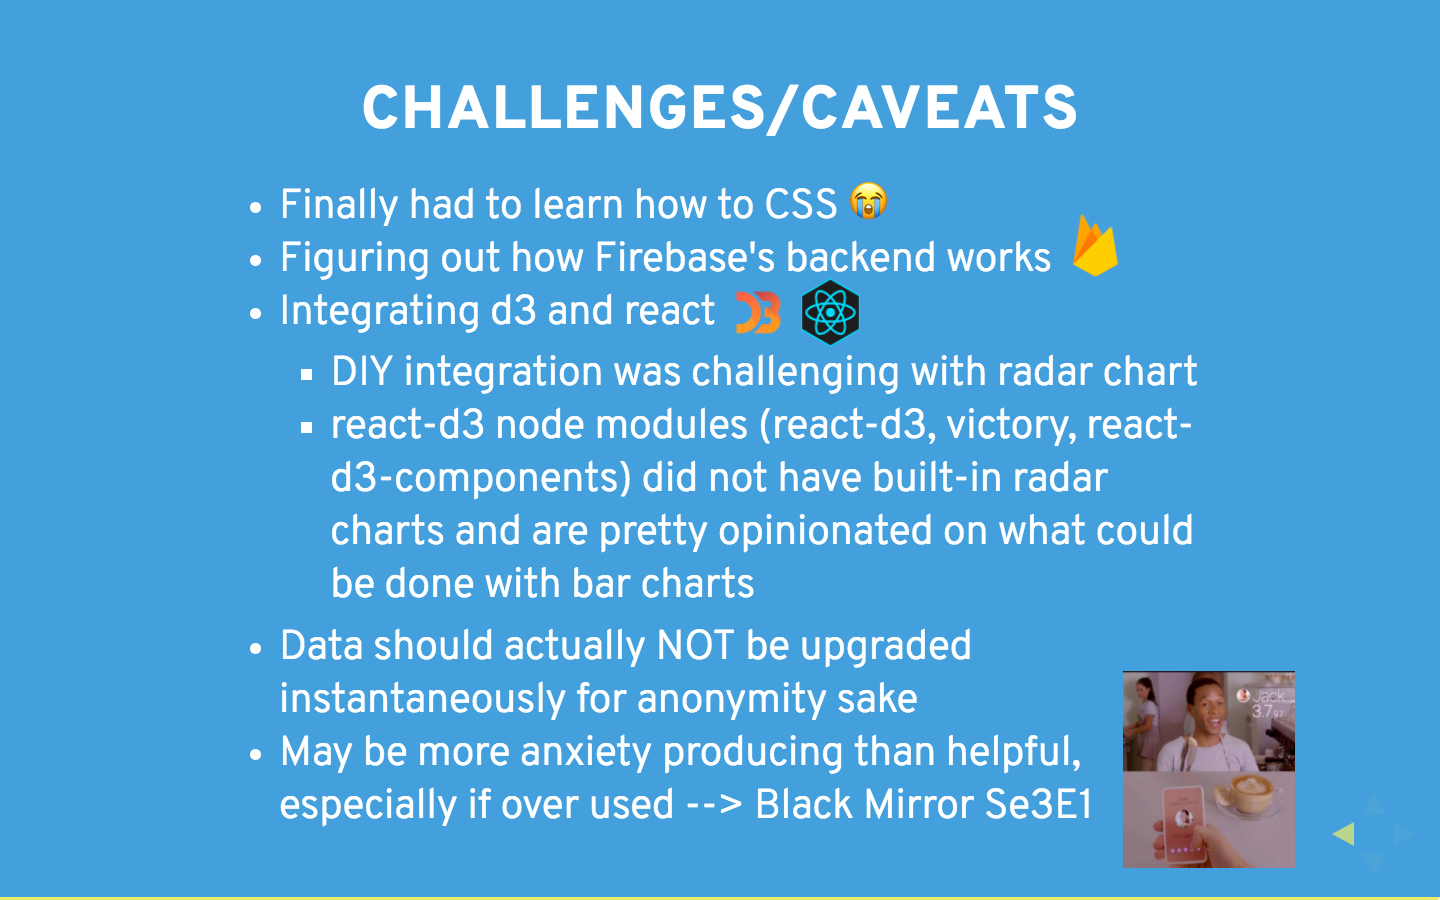 CHALLENGES/CAVEATS
• Finally had to learn how to CSS 😭
• Figuring out how Firebase's backend works
• Integrating d3 and react
▪ DIY integration was challenging with radar chart
▪ react-d3 node modules (react-d3, victory, react-
d3-components) did not have built-in radar
charts and are pretty opinionated on what could
be done with bar charts
• Data should actually NOT be upgraded
instantaneously for anonymity sake
• May be more anxiety producing than helpful,
especially if over used --> Black Mirror Se3E1
Jack
3.797